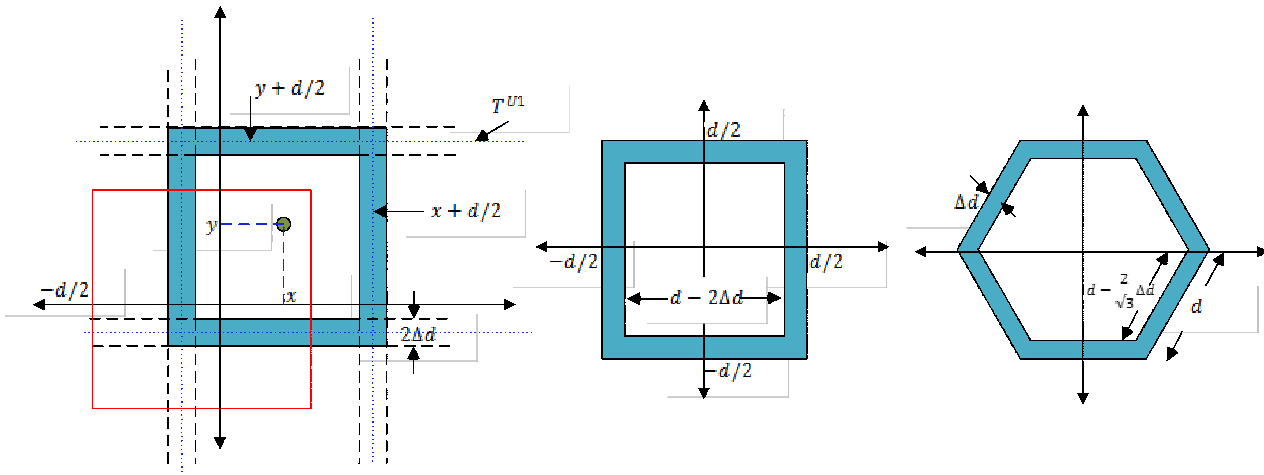 y + d/2
T^U1
x + d/2
y
−d/2
x
2Δd
d/2
−d/2
d/2
d − 2Δd
−d/2
Δd
d − 2/√3 Δd
d